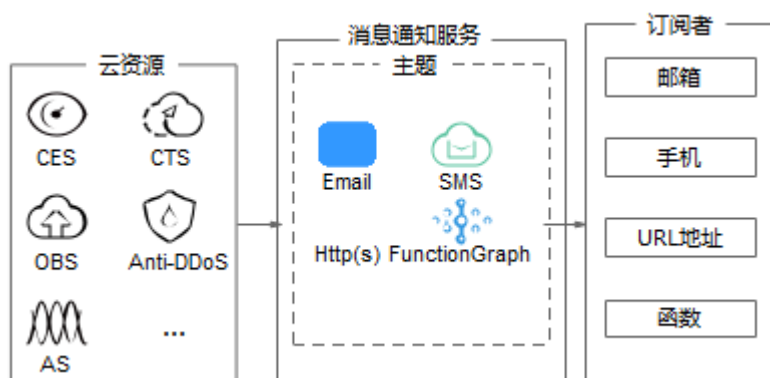 云资源
CES
CTS
OBS
Anti-DDoS
AS
...
消息通知服务
主题
Email
SMS
Http(s)
FunctionGraph
订阅者
邮箱
手机
URL地址
函数